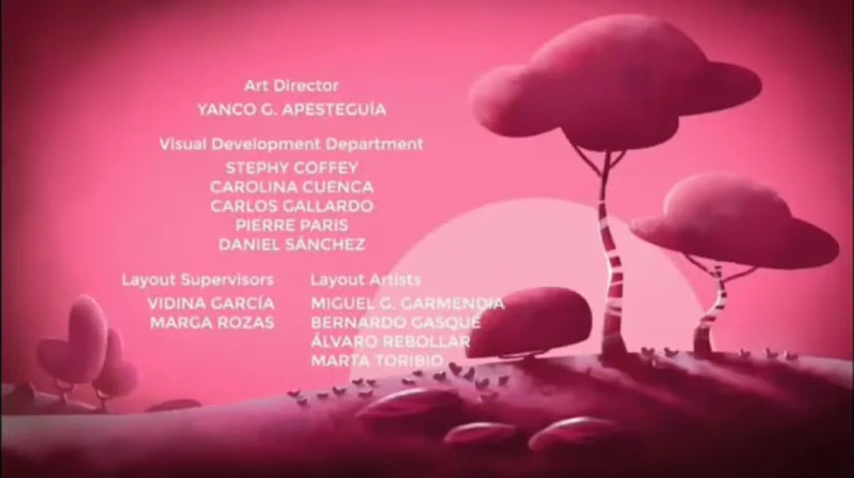 Art Director
YANCO G. APESTEGUÍA
Visual Development Department
STEPHY COFFEY
CAROLINA CUENCA
CARLOS GALLARDO
PIERRE PARIS
DANIEL SÁNCHEZ
Layout Supervisors
VIDINA GARCÍA
MARGA ROZAS
Layout Artists
MIGUEL G. GARMENDIA
BERNARDO GASQUE
ÁLVARO REBOLLAR
MARTA TORIBIO